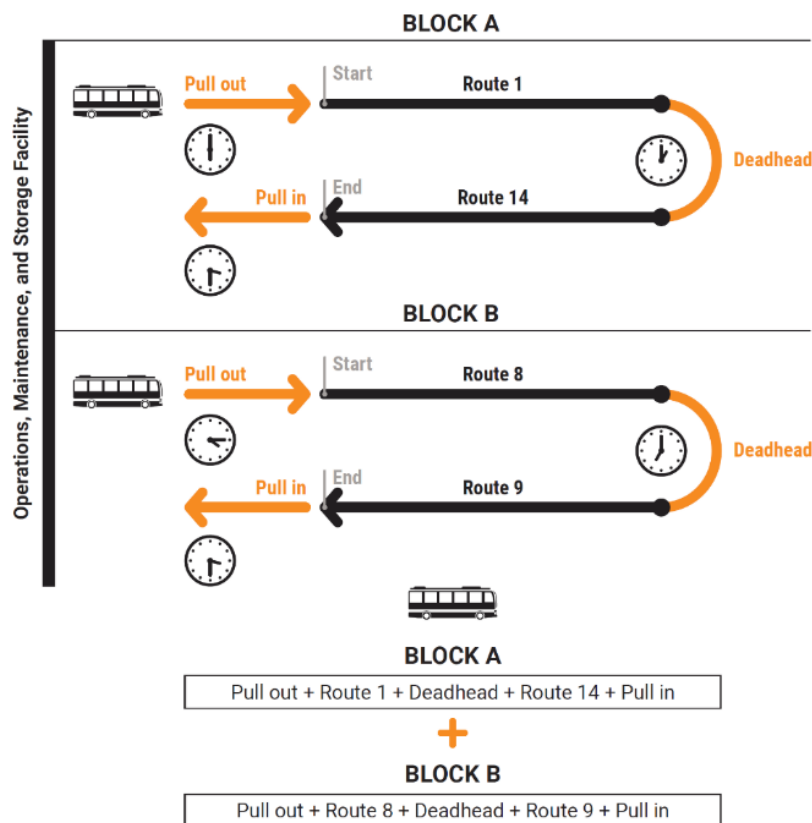 BLOCK A
Operations, Maintenance, and Storage Facility
Pull out
Start
Route 1
Deadhead
Pull in
End
Route 14
BLOCK B
Pull out
Start
Route 8
Deadhead
Pull in
End
Route 9
BLOCK A
Pull out + Route 1 + Deadhead + Route 14 + Pull in
+
BLOCK B
Pull out + Route 8 + Deadhead + Route 9 + Pull in